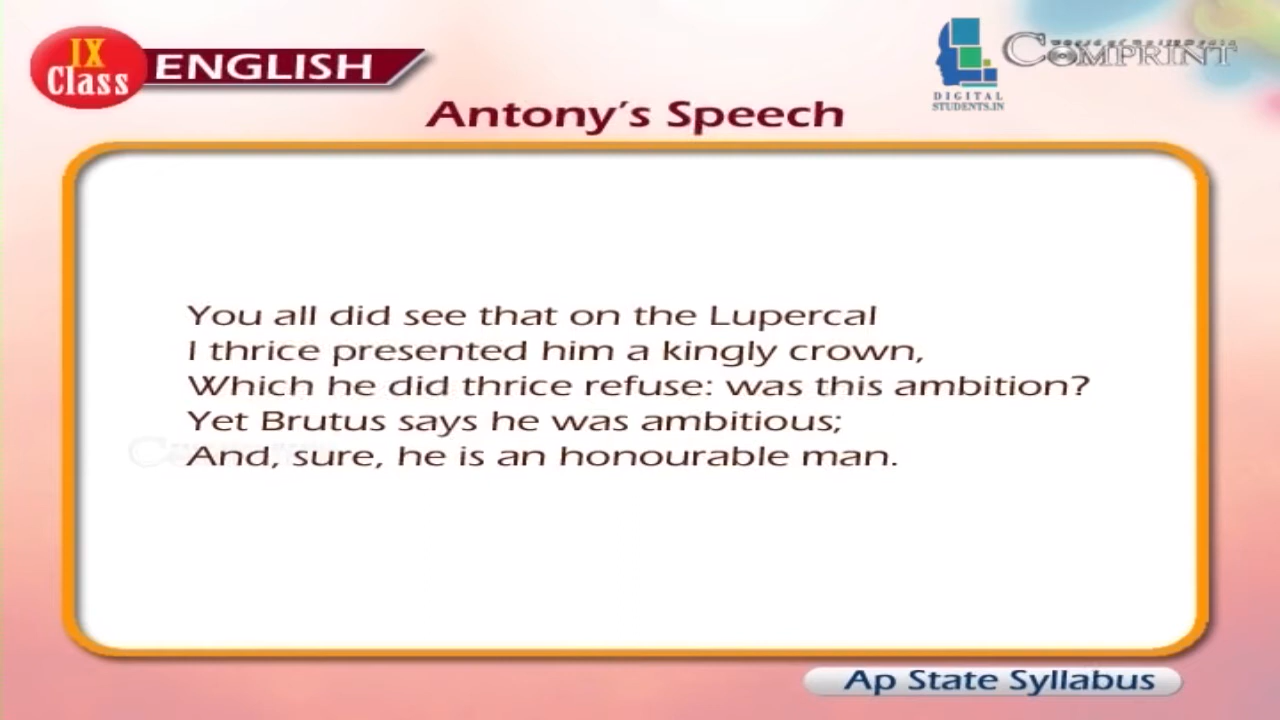 IX
Class
ENGLISH
DIGITAL
STUDENTS.IN
COMPRINT
Antony's Speech
You all did see that on the Lupercal
I thrice presented him a kingly crown,
Which he did thrice refuse: was this ambition?
Yet Brutus says he was ambitious;
And, sure, he is an honourable man.
Ap State Syllabus